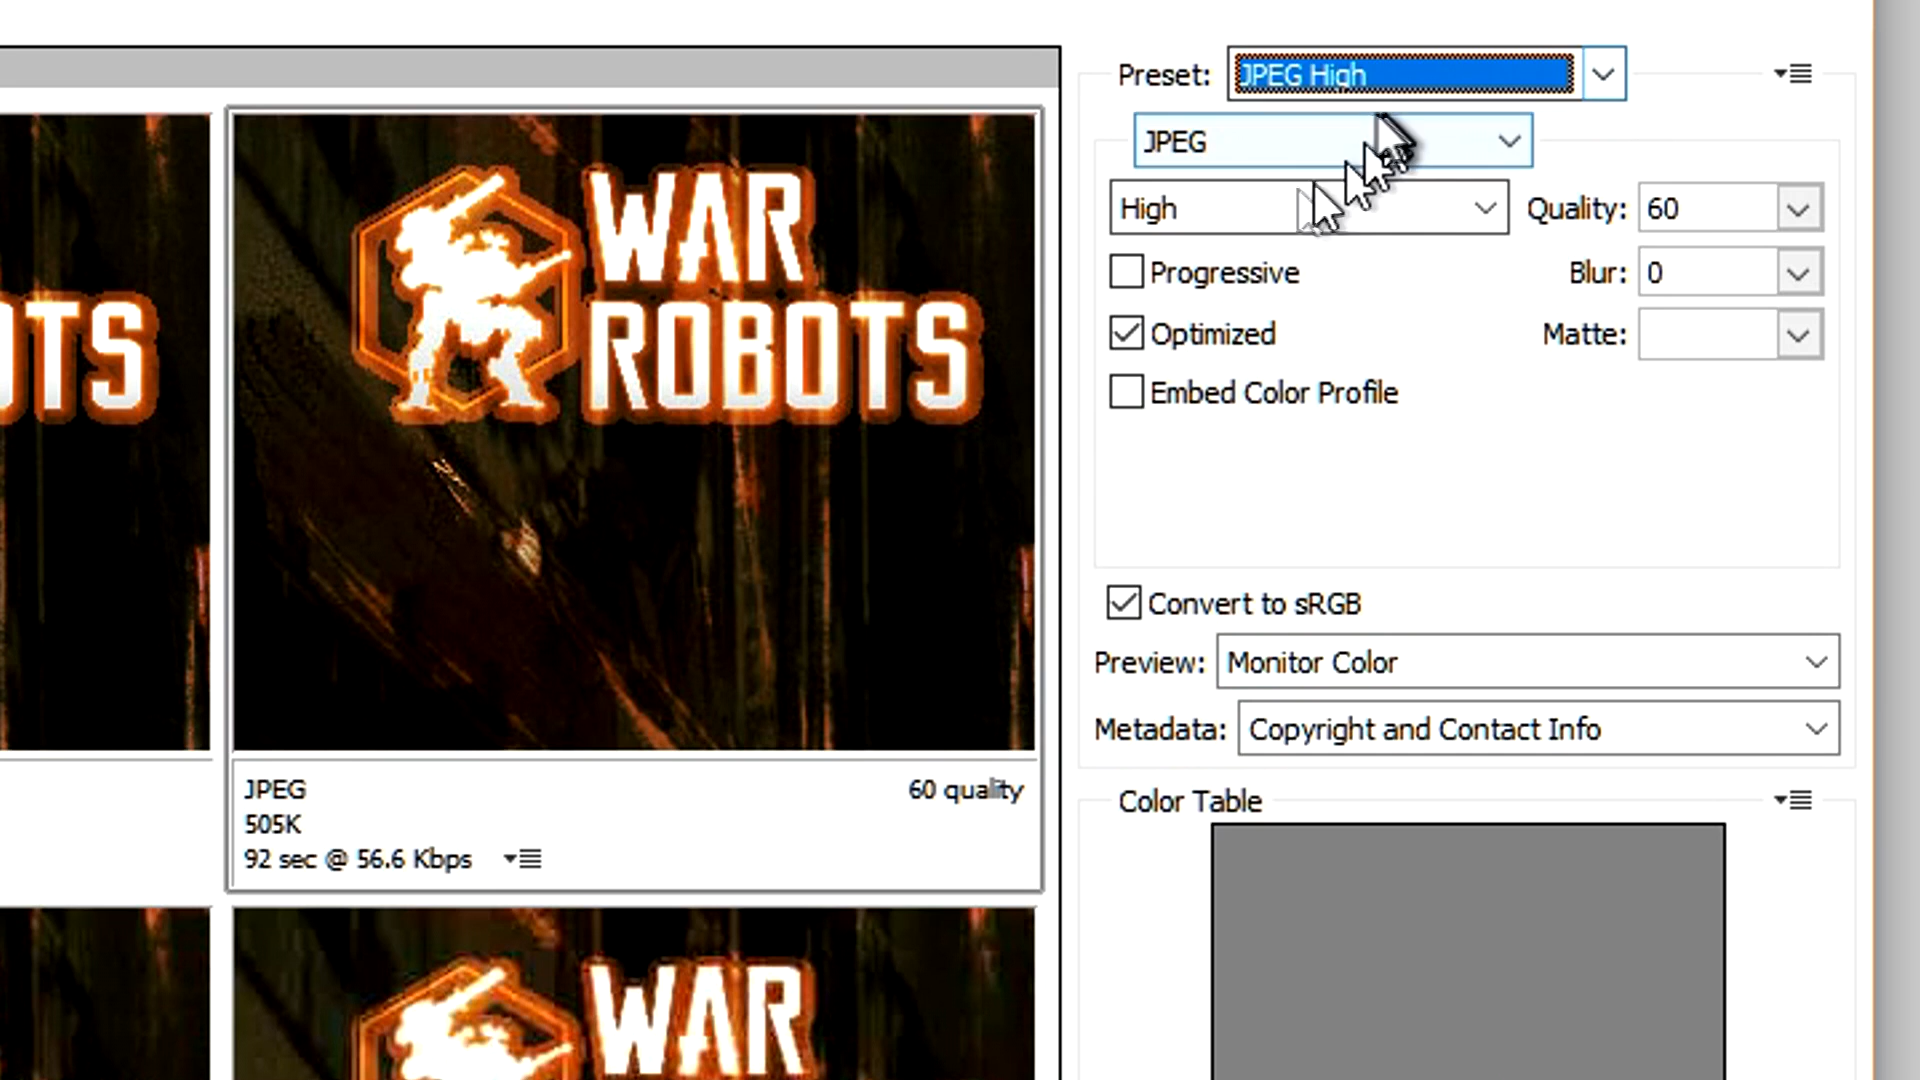 Preset: JPEG High
JPEG
High Quality: 60
Progressive Blur: 0
Optimized Matte:
Embed Color Profile
Convert to sRGB
Preview: Monitor Color
Metadata: Copyright and Contact Info
Color Table
OTS
WAR
ROBOTS
JPEG 60 quality
505K
92 sec @ 56.6 Kbps
WAR